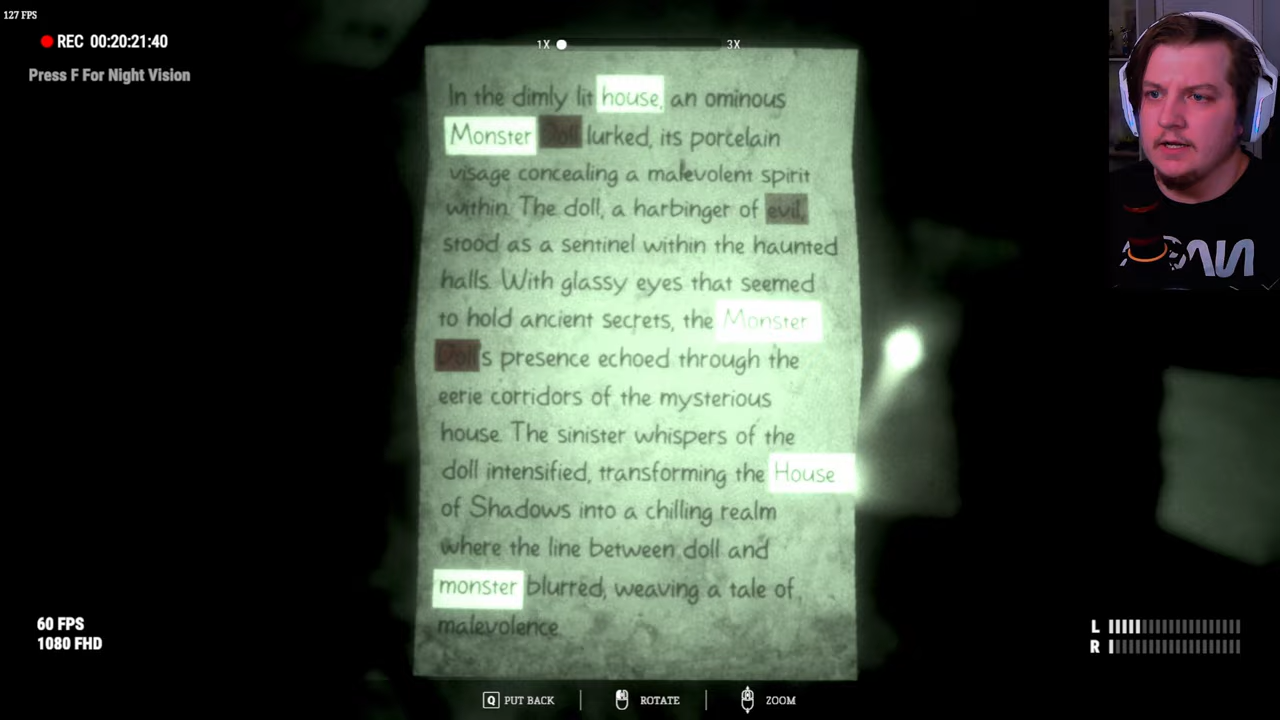 127 FPS
REC 00:20:21:40
Press F For Night Vision
1X 3X
In the dimly lit house, an ominous
Monster Doll lurked, its porcelain
visage concealing a malevolent spirit
within. The doll, a harbinger of evil,
stood as a sentinel within the haunted
halls. With glassy eyes that seemed
to hold ancient secrets, the Monster
Doll's presence echoed through the
eerie corridors of the mysterious
house. The sinister whispers of the
doll intensified, transforming the House
of Shadows into a chilling realm
where the line between doll and
monster blurred, weaving a tale of
malevolence.
60 FPS
1080 FHD
L
R
Q PUT BACK ROTATE ZOOM